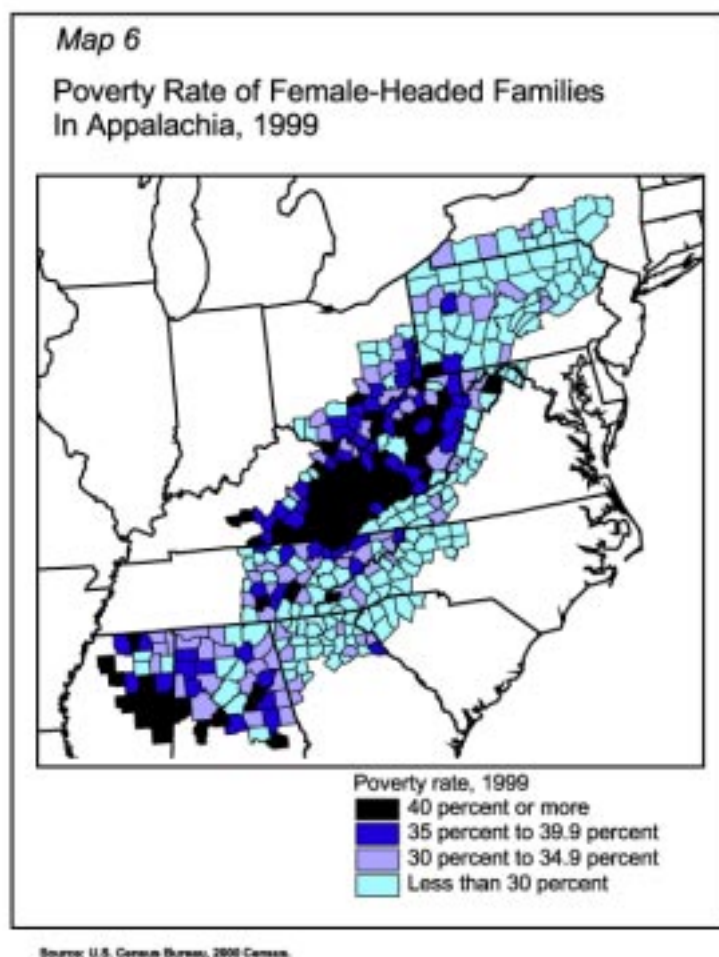 Map 6
Poverty Rate of Female-Headed Families
In Appalachia, 1999
Poverty rate, 1999
40 percent or more
35 percent to 39.9 percent
30 percent to 34.9 percent
Less than 30 percent
Source: U.S. Census Bureau, 2000 Census.